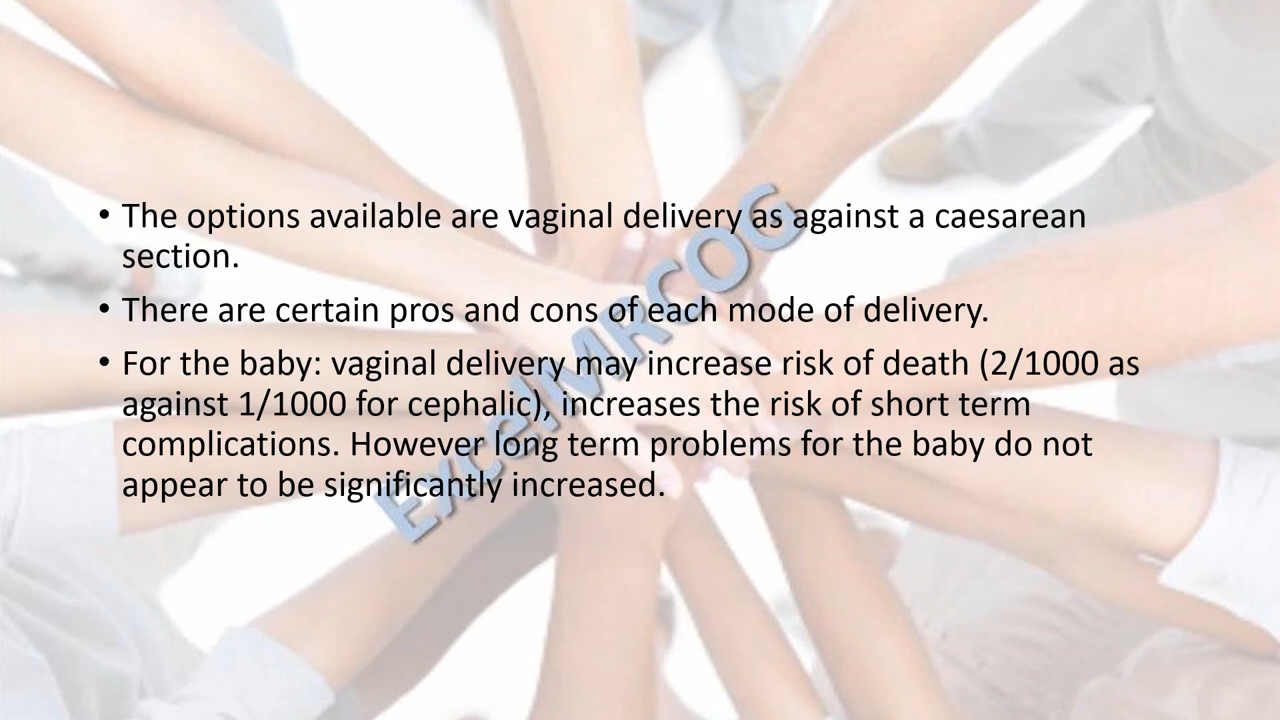 • The options available are vaginal delivery as against a caesarean
section.
• There are certain pros and cons of each mode of delivery.
• For the baby: vaginal delivery may increase risk of death (2/1000 as
against 1/1000 for cephalic), increases the risk of short term
complications. However long term problems for the baby do not
appear to be significantly increased.
ExcelMRCOG